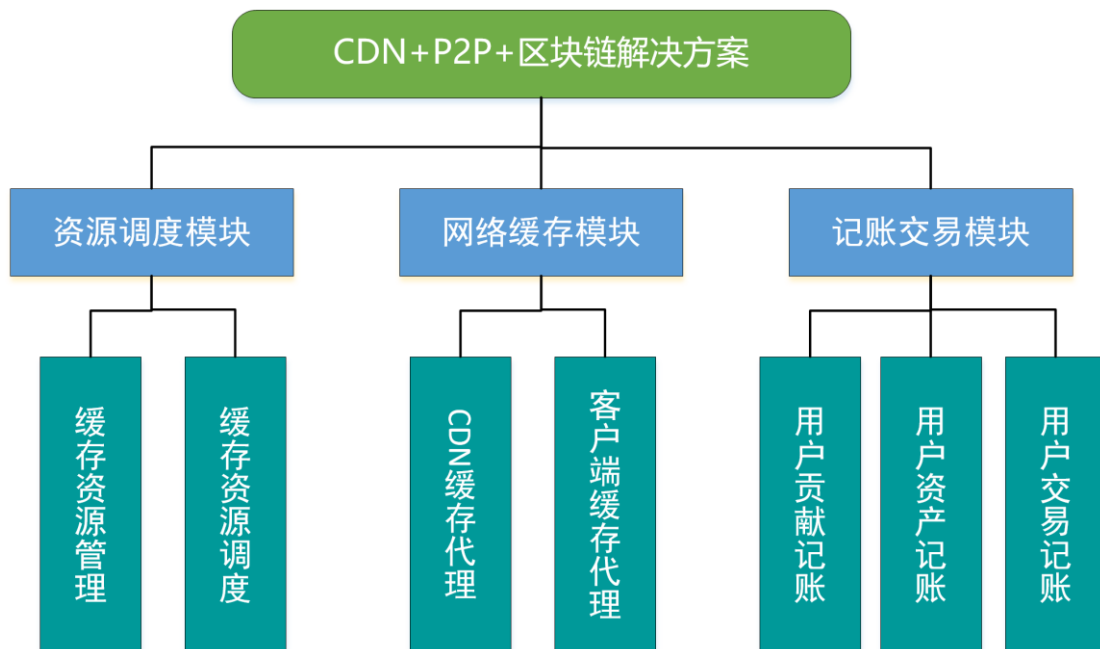 CDN+P2P+区块链解决方案
资源调度模块
网络缓存模块
记账交易模块
缓存资源管理
缓存资源调度
CDN缓存代理
客户端缓存代理
用户贡献记账
用户资产记账
用户交易记账